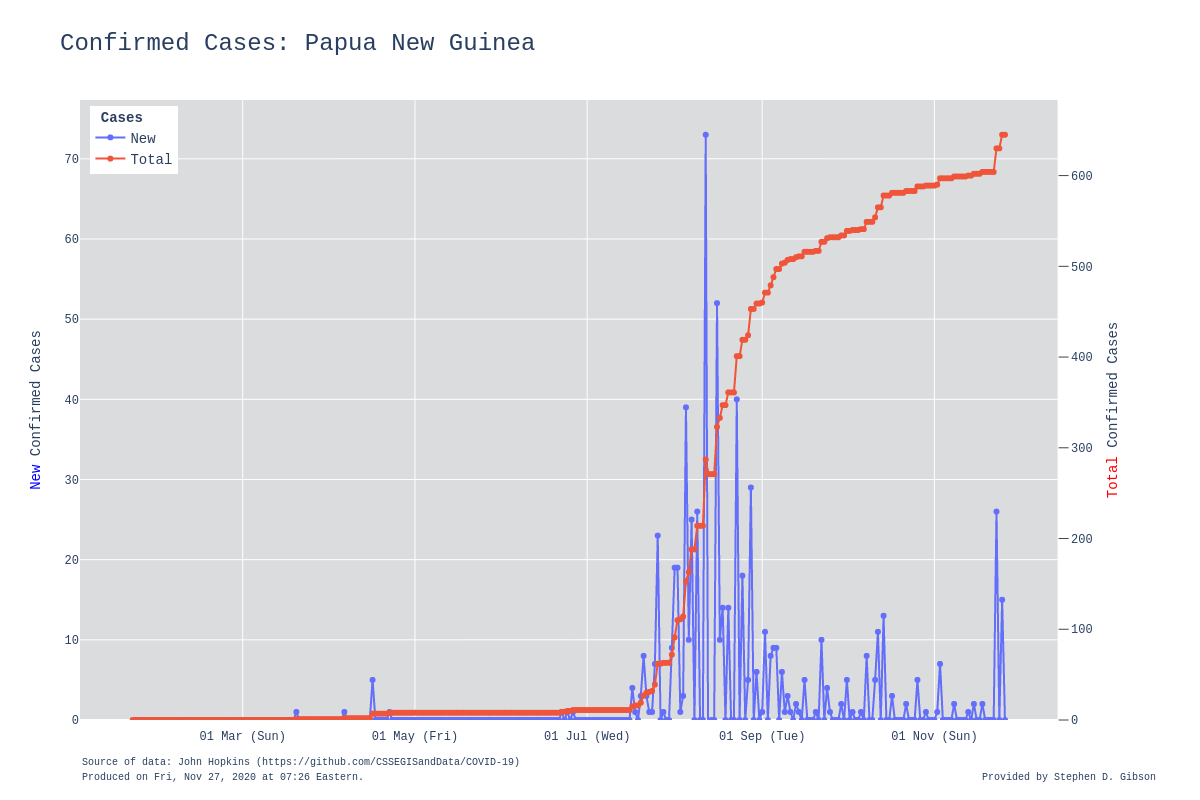 Confirmed Cases: Papua New Guinea
Cases
New
Total
70
60
50
40
30
20
10
0
New Confirmed Cases
600
500
400
300
200
100
0
Total Confirmed Cases
01 Mar (Sun) 01 May (Fri) 01 Jul (Wed) 01 Sep (Tue) 01 Nov (Sun)
Source of data: John Hopkins (https://github.com/CSSEGISandData/COVID-19)
Produced on Fri, Nov 27, 2020 at 07:26 Eastern.
Provided by Stephen D. Gibson